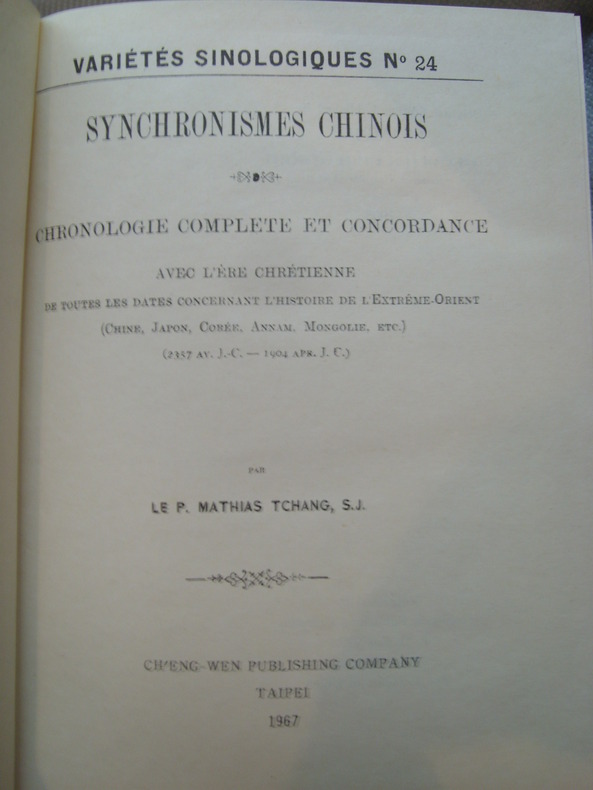 VARIÉTÉS SINOLOGIQUES Nº 24
SYNCHRONISMES CHINOIS
CHRONOLOGIE COMPLETE ET CONCORDANCE
AVEC L'ÈRE CHRÉTIENNE
DE TOUTES LES DATES CONCERNANT L'HISTOIRE DE L'EXTRÊME-ORIENT
(CHINE, JAPON, CORÉE, ANNAM, MONGOLIE, ETC.)
(2357 AV. J.-C. — 1904 APR. J. C.)
PAR
LE P. MATHIAS TCHANG, S.J.
CH'ENG-WEN PUBLISHING COMPANY
TAIPEI
1967